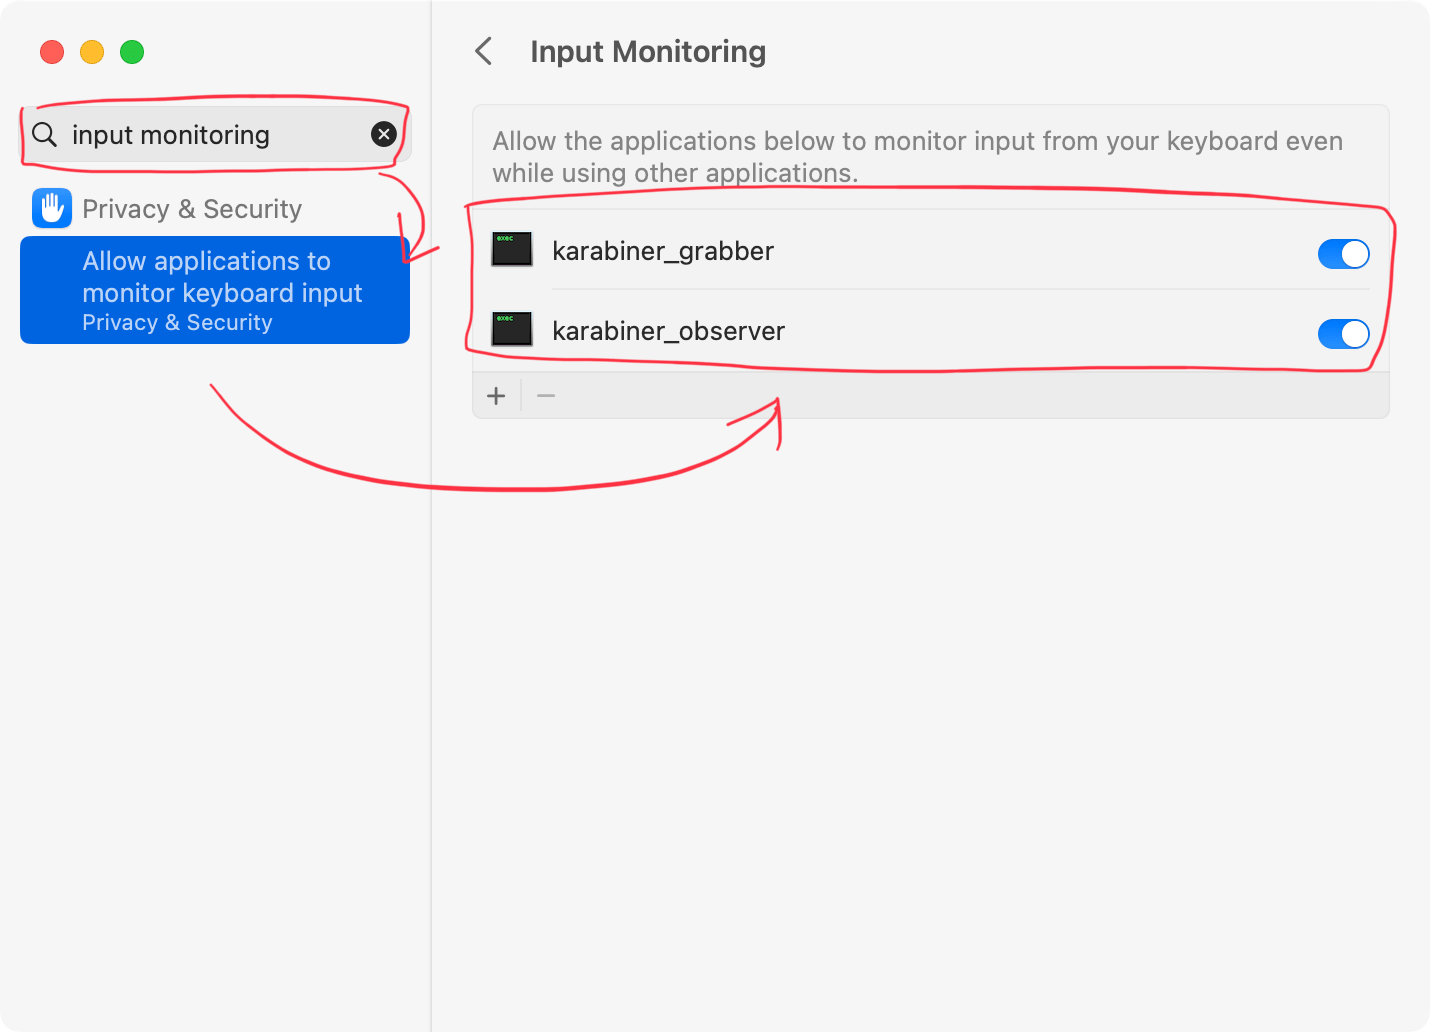 input monitoring
Privacy & Security
Allow applications to
monitor keyboard input
Privacy & Security
Input Monitoring
Allow the applications below to monitor input from your keyboard even
while using other applications.
exec
karabiner_grabber
exec
karabiner_observer